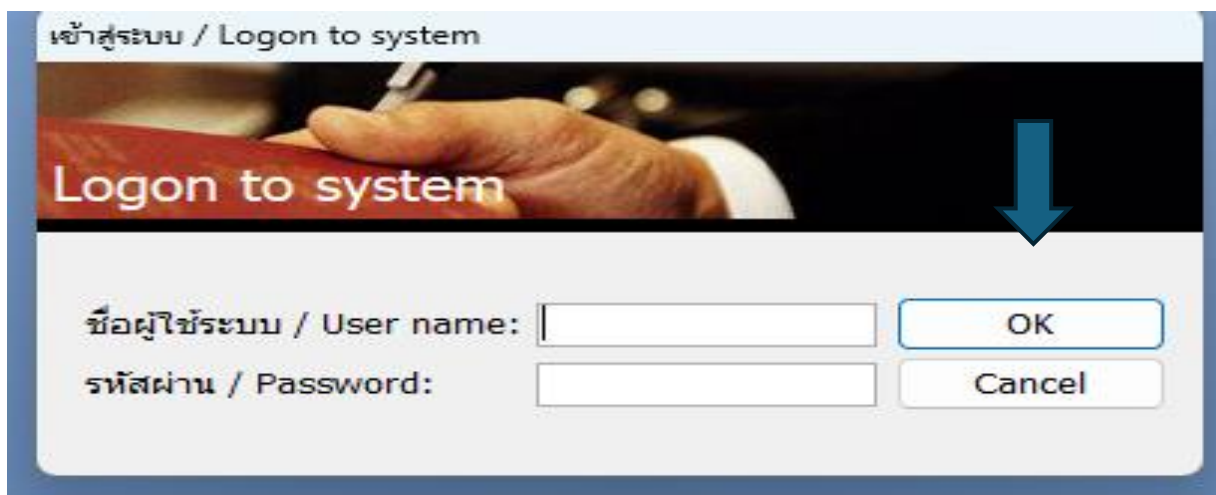 เข้าสู่ระบบ / Logon to system
Logon to system
ชื่อผู้ใช้ระบบ / User name:
OK
รหัสผ่าน / Password:
Cancel